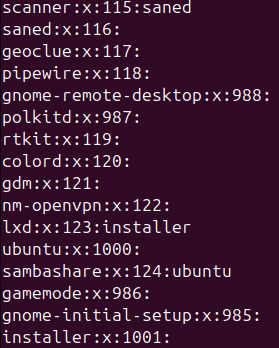 scanner:x:115:saned
saned:x:116:
geoclue:x:117:
pipewire:x:118:
gnome-remote-desktop:x:988:
polkitd:x:987:
rtkit:x:119:
colord:x:120:
gdm:x:121:
nm-openvpn:x:122:
lxd:x:123:installer
ubuntu:x:1000:
sambashare:x:124:ubuntu
gamemode:x:986:
gnome-initial-setup:x:985:
installer:x:1001: